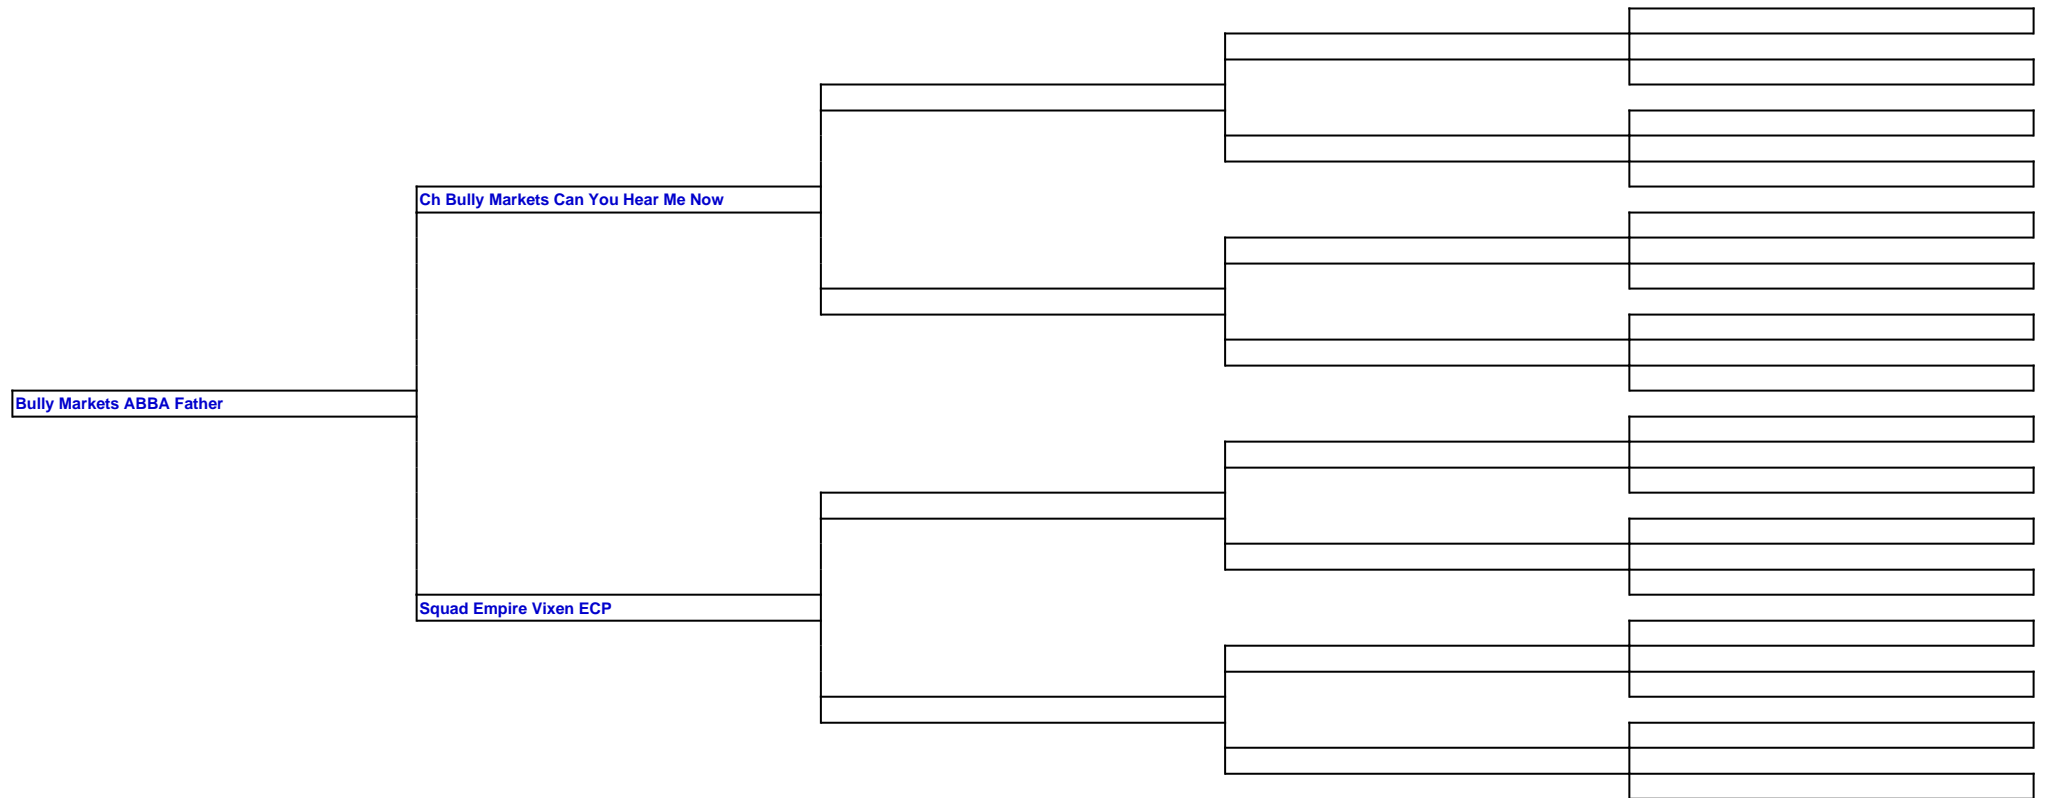 Ch Bully Markets Can You Hear Me Now
Bully Markets ABBA Father
Squad Empire Vixen ECP